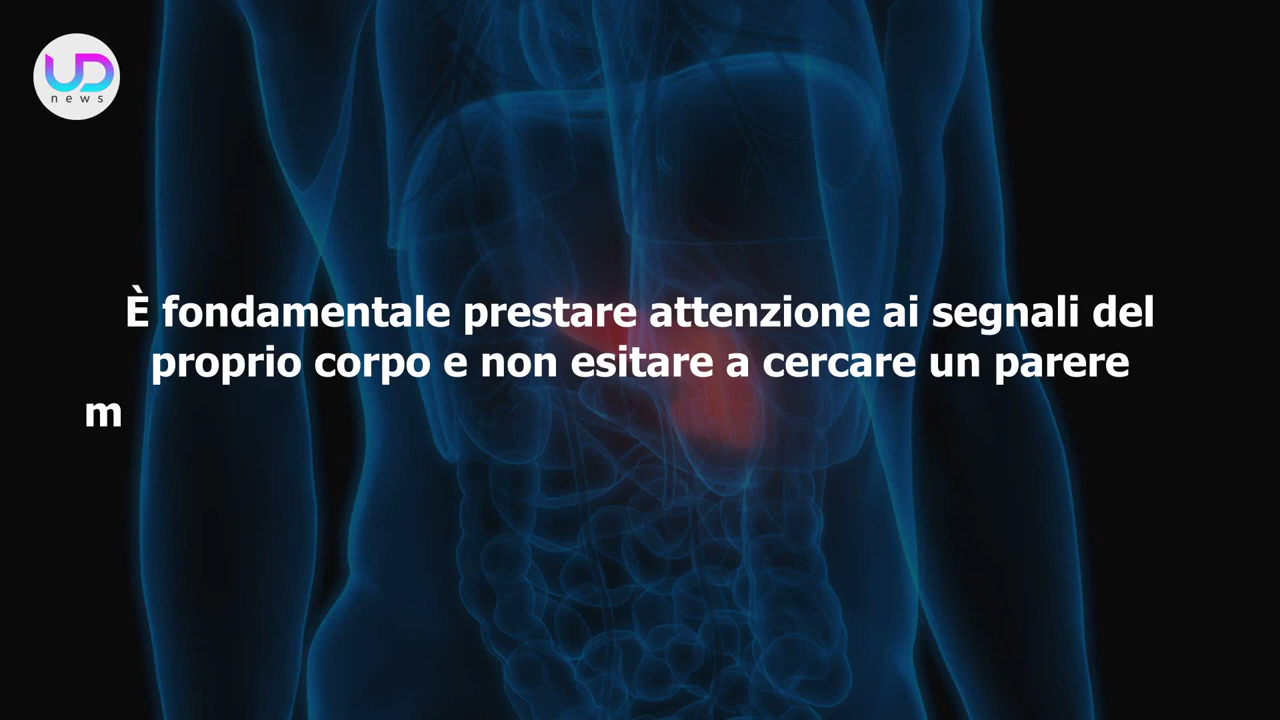 UD
news
È fondamentale prestare attenzione ai segnali del
proprio corpo e non esitare a cercare un parere
m